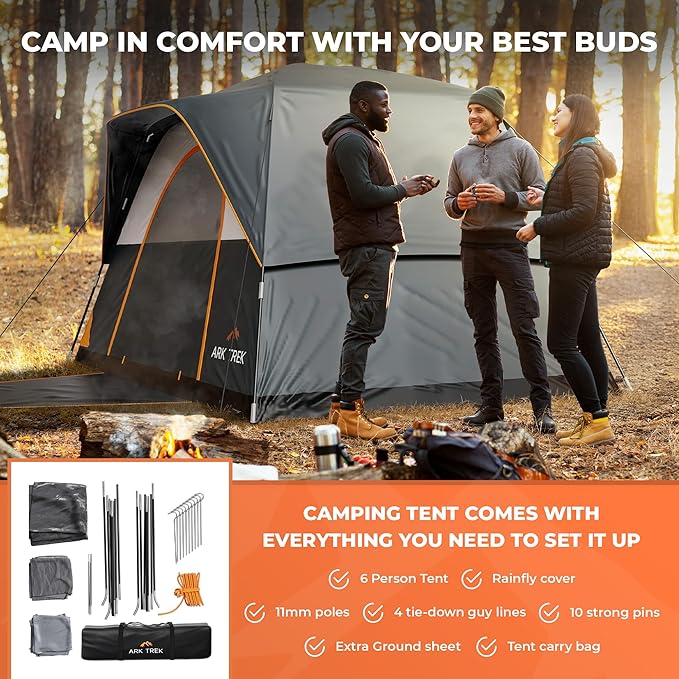 CAMP IN COMFORT WITH YOUR BEST BUDS
ARK TREK
CAMPING TENT COMES WITH
EVERYTHING YOU NEED TO SET IT UP
6 Person Tent
Rainfly cover
11mm poles
4 tie-down guy lines
10 strong pins
Extra Ground sheet
Tent carry bag
ARK TREK